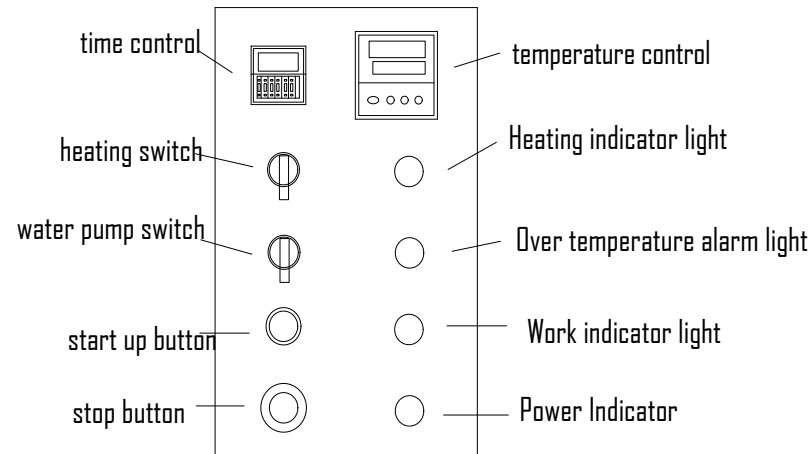 time control
temperature control
heating switch
Heating indicator light
water pump switch
Over temperature alarm light
start up button
Work indicator light
stop button
Power Indicator